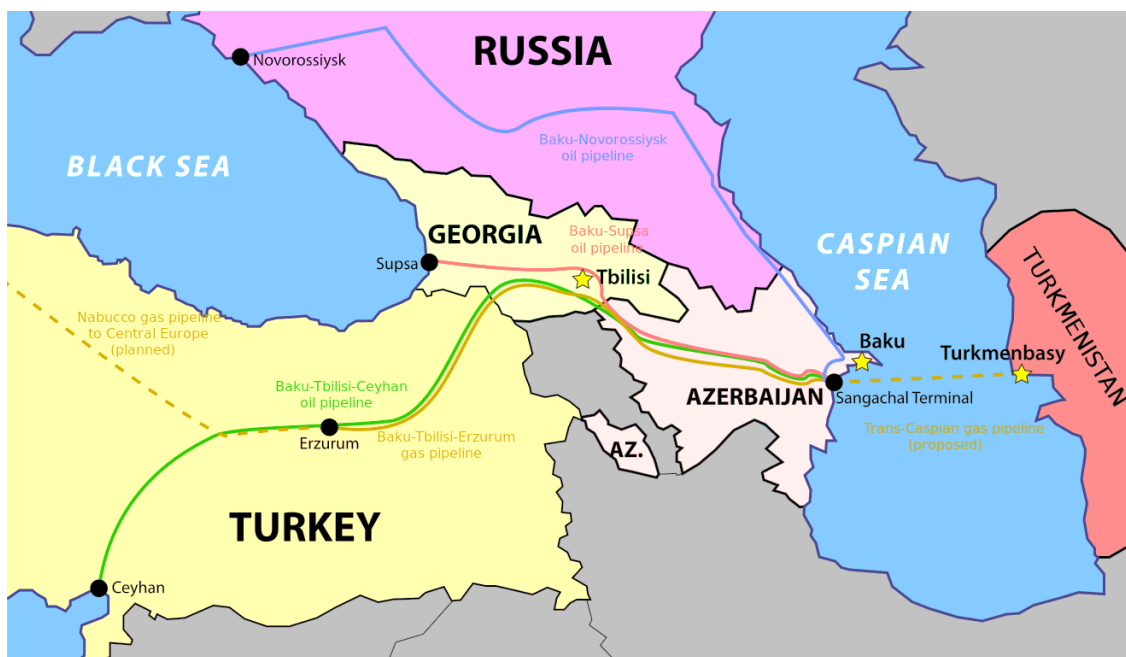 RUSSIA
Novorossiysk
Baku-Novorossiysk
oil pipeline
BLACK SEA
GEORGIA
Baku-Supsa
oil pipeline
CASPIAN
SEA
Supsa
Tbilisi
TURKMENISTAN
Nabucco gas pipeline
to Central Europe
(planned)
Baku
Turkmenbasy
Baku-Tbilisi-Ceyhan
oil pipeline
AZERBAIJAN
Sangachal Terminal
Erzurum
Baku-Tbilisi-Erzurum
gas pipeline
Trans-Caspian gas pipeline
(proposed)
AZ.
TURKEY
Ceyhan